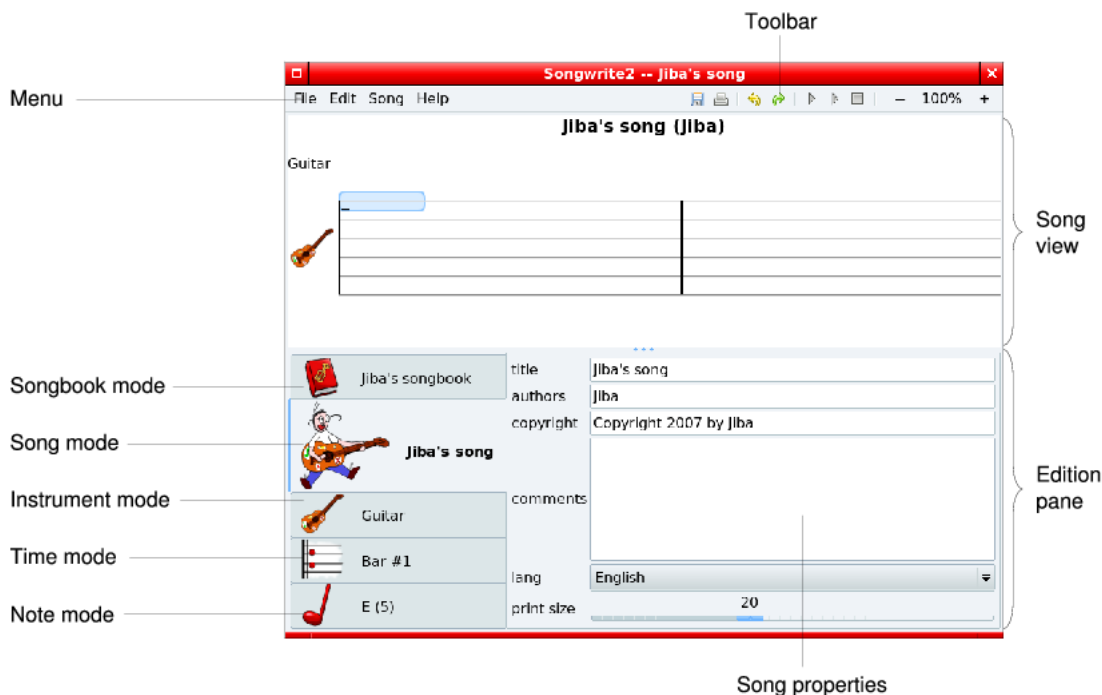 Toolbar
Songwrite2 -- Jiba's song
Menu
File Edit Song Help
100%
Jiba's song (Jiba)
Guitar
Song
view
Songbook mode
Jiba's songbook
title
Jiba's song
authors
Jiba
Song mode
Jiba's song
copyright
Copyright 2007 by Jiba
Edition
pane
Instrument mode
Guitar
comments
Time mode
Bar #1
lang
English
Note mode
E (5)
print size
20
Song properties